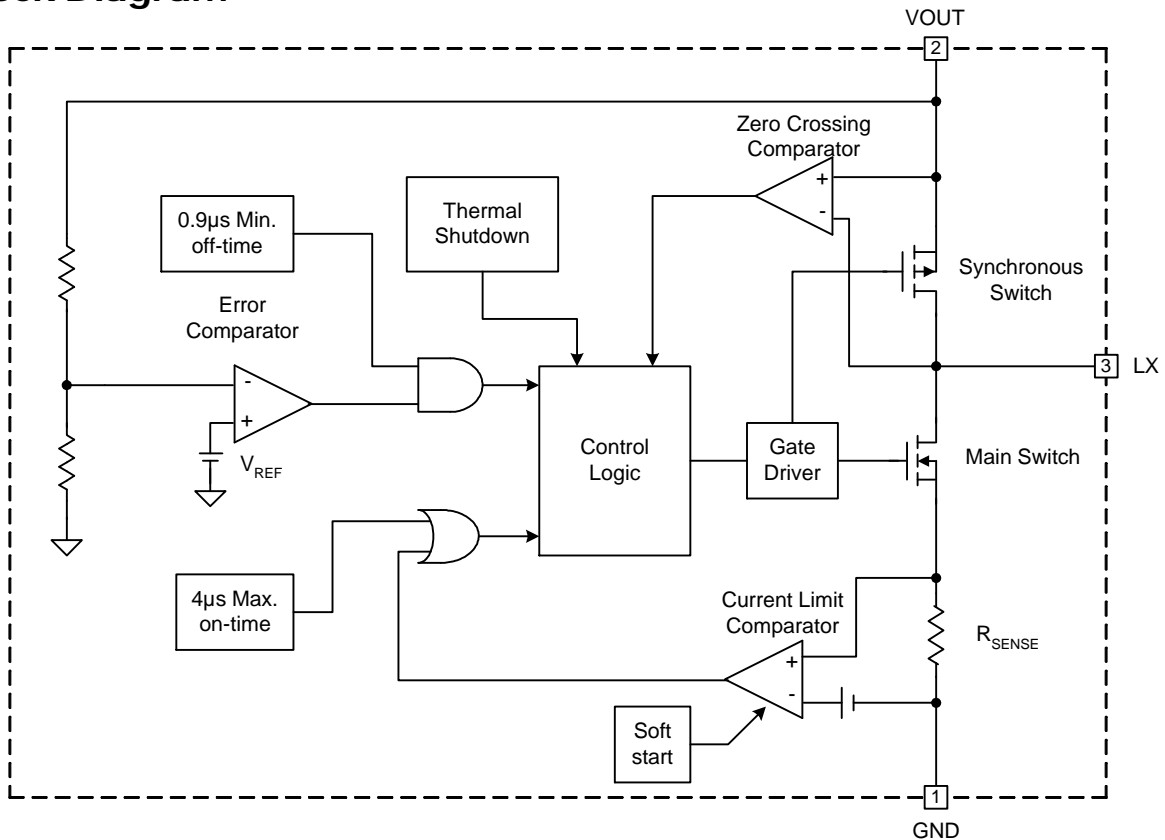 VOUT
2
Zero Crossing
Comparator
+
-
0.9µs Min.
off-time
Thermal
Shutdown
Synchronous
Switch
Error
Comparator
-
+
VREF
3
LX
Control
Logic
Gate
Driver
Main Switch
4µs Max.
on-time
Current Limit
Comparator
+
-
RSENSE
Soft
start
1
GND